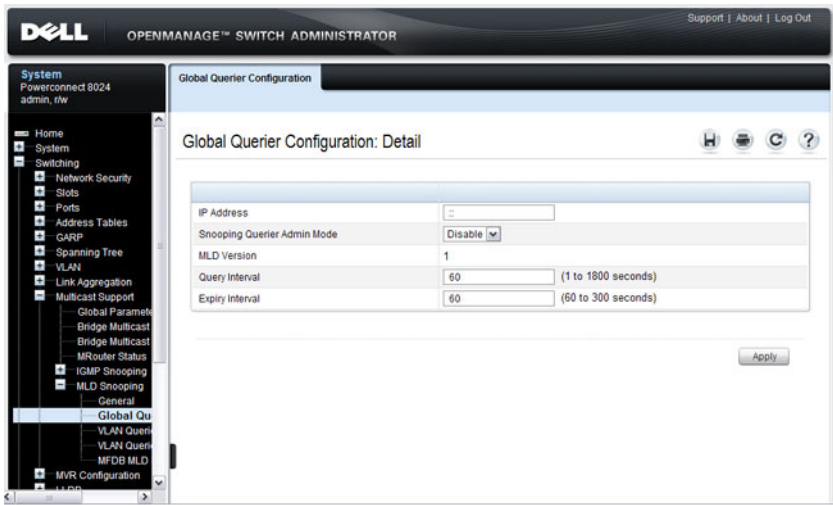 Support | About | Log Out
DELL
OPENMANAGE™ SWITCH ADMINISTRATOR
System
Powerconnect 8024
admin, r/w
Global Querier Configuration
Home
System
Switching
Network Security
Slots
Ports
Address Tables
GARP
Spanning Tree
VLAN
Link Aggregation
Multicast Support
Global Paramete
Bridge Multicast
Bridge Multicast
MRouter Status
IGMP Snooping
MLD Snooping
General
Global Qu
VLAN Queri
VLAN Queri
MFDB MLD
MVR Configuration
LLDP
Global Querier Configuration: Detail
IP Address ::
Snooping Querier Admin Mode Disable
MLD Version 1
Query Interval 60 (1 to 1800 seconds)
Expiry Interval 60 (60 to 300 seconds)
Apply